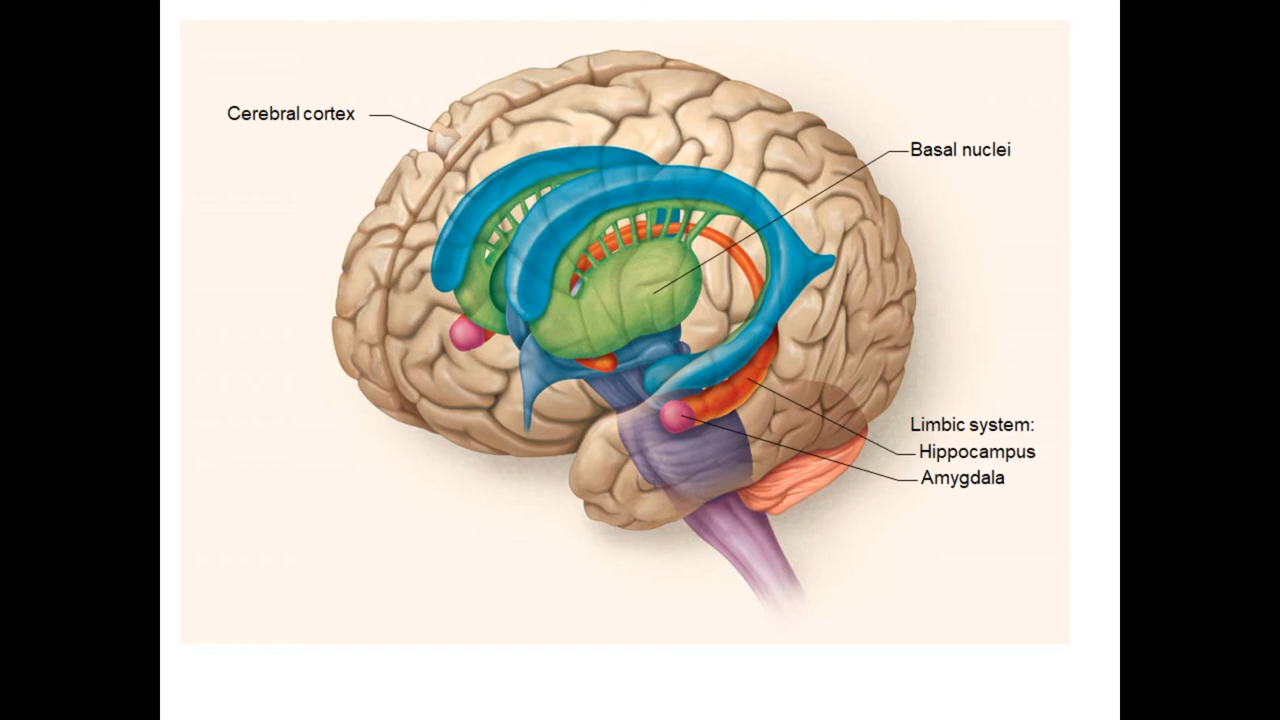 Cerebral cortex
Basal nuclei
Limbic system:
Hippocampus
Amygdala